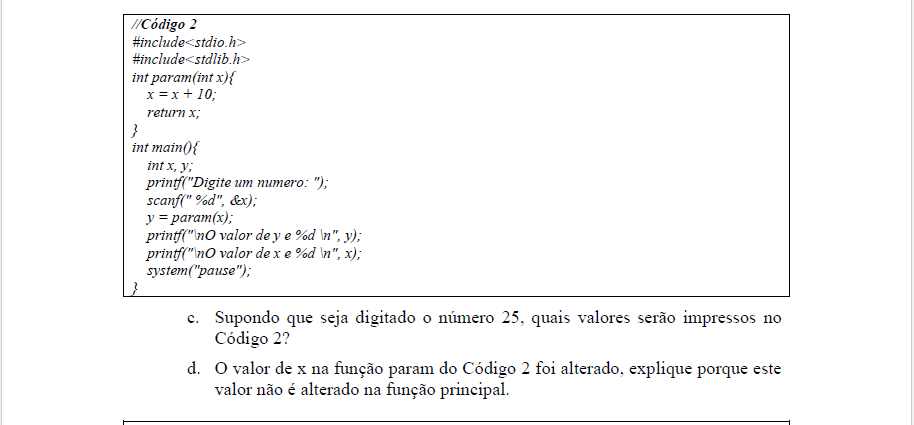 //Código 2
#include<stdio.h>
#include<stdlib.h>
int param(int x){
x = x + 10;
return x;
}
int main(){
int x, y;
printf("Digite um numero: ");
scanf(" %d", &x);
y = param(x);
printf("\nO valor de y e %d \n", y);
printf("\nO valor de x e %d \n", x);
system("pause");
}
c. Supondo que seja digitado o número 25, quais valores serão impressos no
Código 2?
d. O valor de x na função param do Código 2 foi alterado, explique porque este
valor não é alterado na função principal.